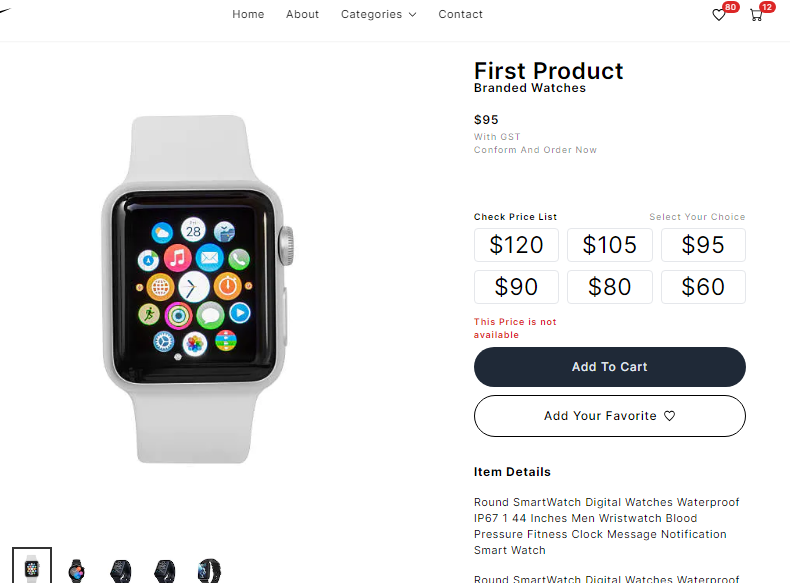 Home About Categories Contact
80 12
First Product
Branded Watches
$95
With GST
Conform And Order Now
Check Price List Select Your Choice
$120 $105 $95
$90 $80 $60
This Price is not
available
Add To Cart
Add Your Favorite
Item Details
Round SmartWatch Digital Watches Waterproof
IP67 1 44 Inches Men Wristwatch Blood
Pressure Fitness Clock Message Notification
Smart Watch
Round SmartWatch Digital Watches Waterproof
28